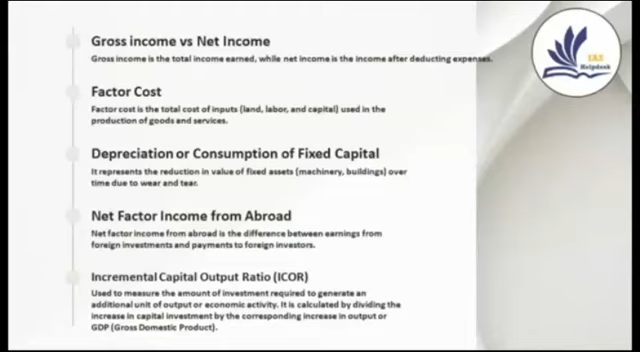 Gross income vs Net Income
Gross income is the total income earned, while net income is the income after deducting expenses.
Factor Cost
Factor cost is the total cost of inputs (land, labor, and capital) used in the
production of goods and services.
Depreciation or Consumption of Fixed Capital
It represents the reduction in value of fixed assets (machinery, buildings) over
time due to wear and tear.
Net Factor Income from Abroad
Net factor income from abroad is the difference between earnings from
foreign investments and payments to foreign investors.
Incremental Capital Output Ratio (ICOR)
Used to measure the amount of investment required to generate an
additional unit of output or economic activity. It is calculated by dividing the
increase in capital investment by the corresponding increase in output or
GDP (Gross Domestic Product).
IAS
Helpdesk